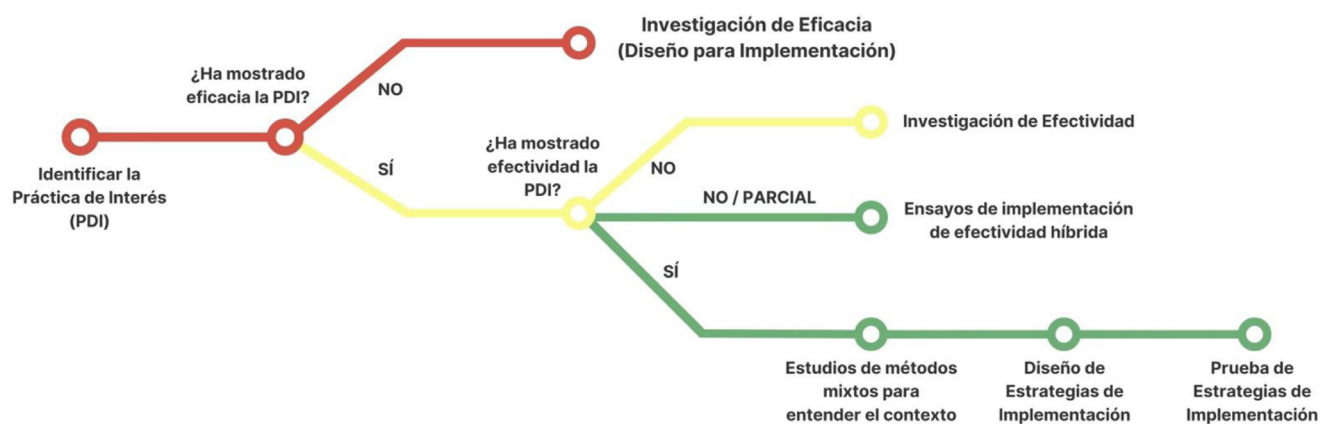 Investigación de Eficacia
(Diseño para Implementación)
¿Ha mostrado
eficacia la PDI?
NO
Identificar la
Práctica de Interés
(PDI)
SÍ
¿Ha mostrado
efectividad la
PDI?
NO
Investigación de Efectividad
NO / PARCIAL
Ensayos de implementación
de efectividad híbrida
SÍ
Estudios de métodos
mixtos para
entender el contexto
Diseño de
Estrategias de
Implementación
Prueba de
Estrategias de
Implementación